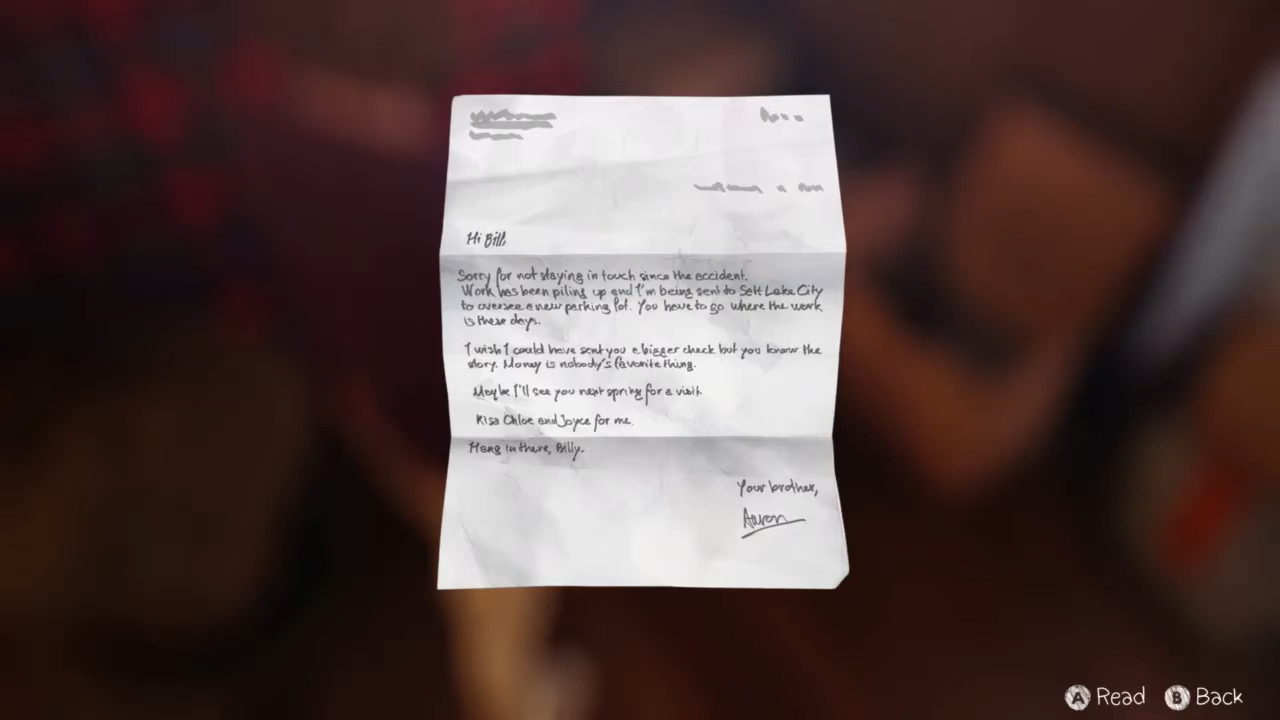 Hi Bill,
Sorry for not staying in touch since the accident.
Work has been piling up and I'm being sent to Salt Lake City
to oversee a new parking lot. You have to go where the work
is these days.
I wish I could have sent you a bigger check but you know the
story. Money is nobody's favorite thing.
Maybe I'll see you next spring for a visit.
Kiss Chloe and Joyce for me.
Hang in there, Billy.
Your brother,
Aaron
A Read B Back